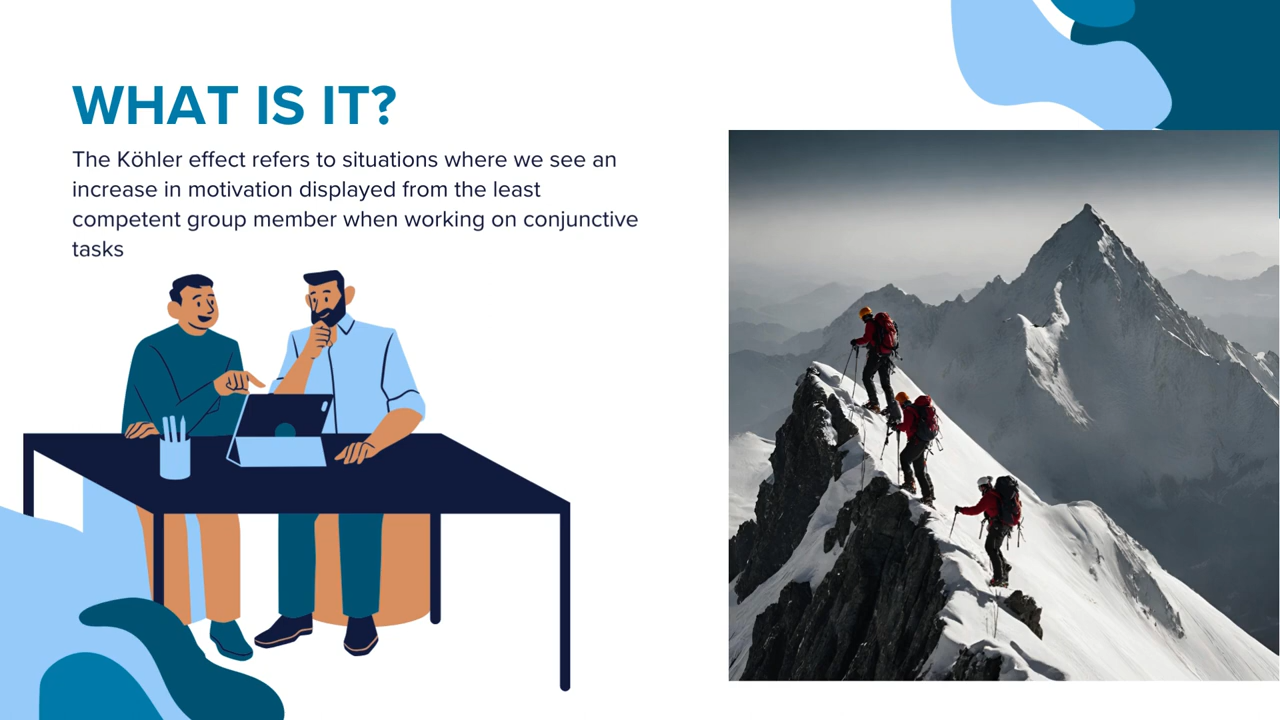 WHAT IS IT?
The Köhler effect refers to situations where we see an
increase in motivation displayed from the least
competent group member when working on conjunctive
tasks